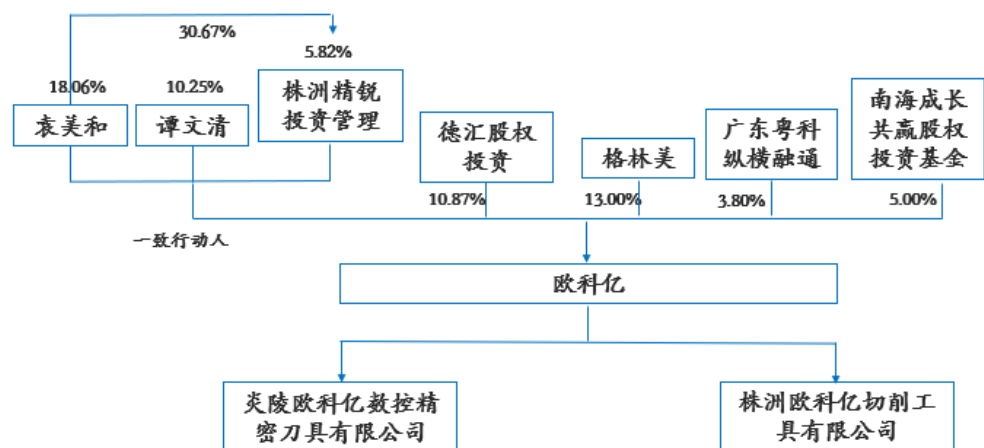 30.67%
5.82%
18.06%
10.25%
袁美和
谭文清
株洲精锐
投资管理
德汇股权
投资
格林美
广东粤科
纵横融通
南海成长
共赢股权
投资基金
10.87%
13.00%
3.80%
5.00%
一致行动人
欧科亿
炎陵欧科亿数控精
密刀具有限公司
株洲欧科亿切削工
具有限公司